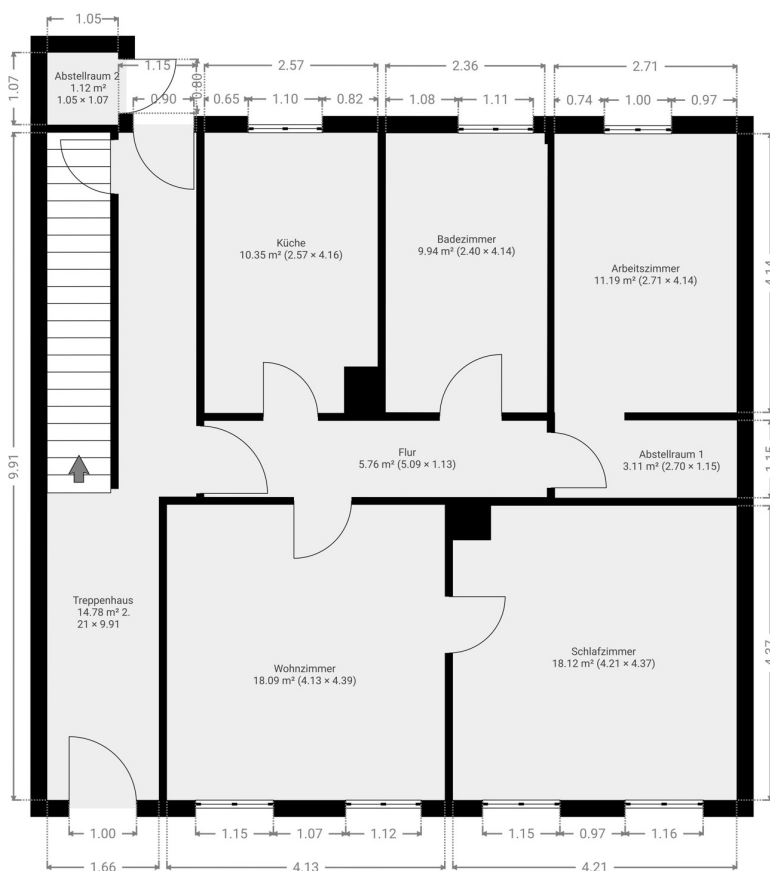 1.05
1.15
2.57
2.36
2.71
1.07
Abstellraum 2
1.12 m²
1.05 × 1.07
0.80
0.90
0.65
1.10
0.82
1.08
1.11
0.74
1.00
0.97
Küche
10.35 m² (2.57 × 4.16)
Badezimmer
9.94 m² (2.40 × 4.14)
Arbeitszimmer
11.19 m² (2.71 × 4.14)
4.14
9.91
Flur
5.76 m² (5.09 × 1.13)
Abstellraum 1
3.11 m² (2.70 × 1.15)
1.15
Treppenhaus
14.78 m² 2.
21 × 9.91
Wohnzimmer
18.09 m² (4.13 × 4.39)
Schlafzimmer
18.12 m² (4.21 × 4.37)
4.37
1.00
1.15
1.07
1.12
1.15
0.97
1.16
1.66
4.13
4.21